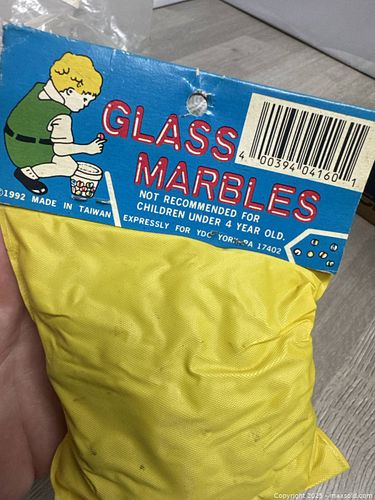 GLASS
MARBLES
4 00394 04160 1
NOT RECOMMENDED FOR
CHILDREN UNDER 4 YEAR OLD.
©1992 MADE IN TAIWAN
EXPRESSLY FOR YDC YORK, PA 17402
Copyright 2025 - maxsold.com